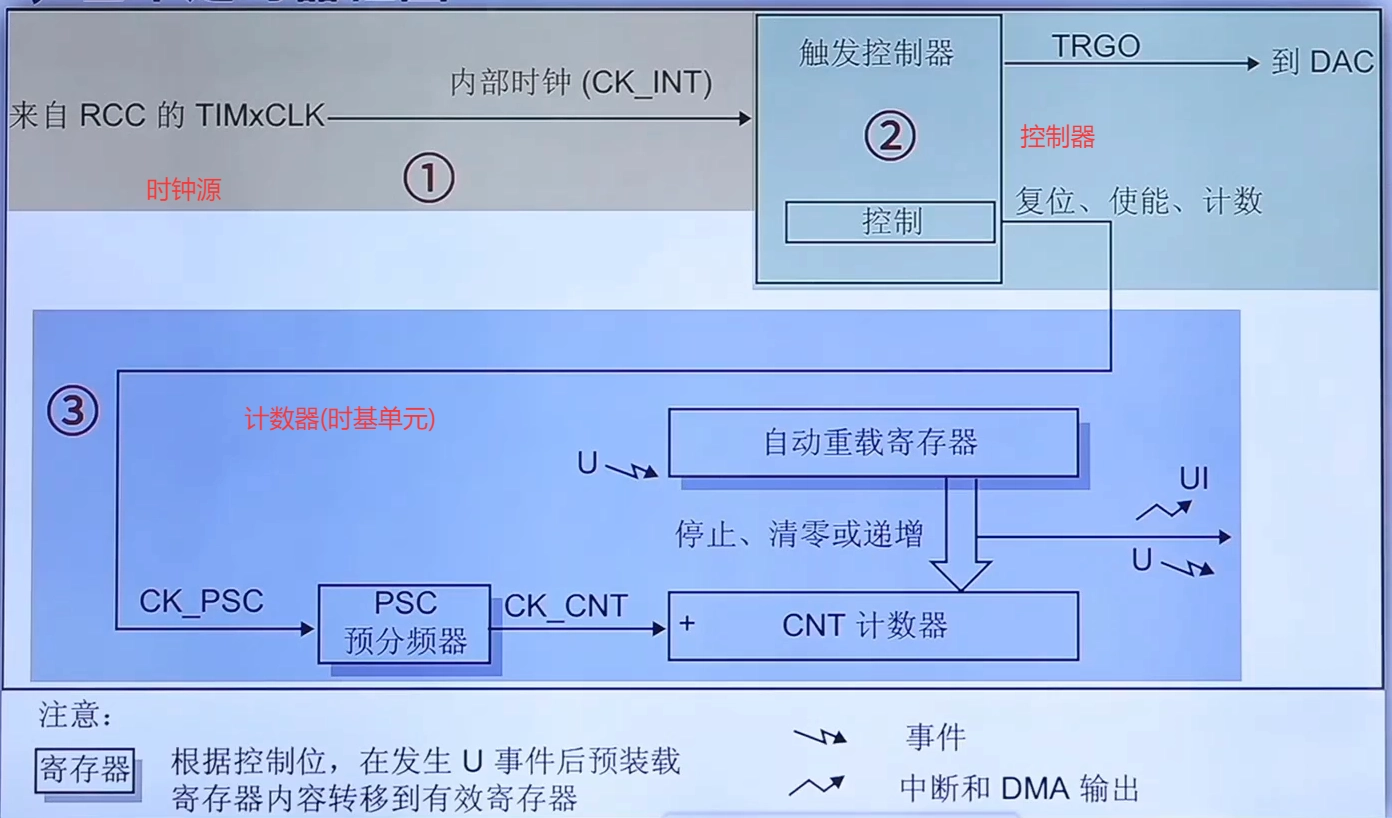 来自 RCC 的 TIMxCLK
内部时钟 (CK_INT)
①
时钟源
触发控制器
②
控制
TRGO
到 DAC
控制器
复位、使能、计数
③
计数器(时基单元)
自动重载寄存器
U
停止、清零或递增
UI
U
CK_PSC
PSC
预分频器
CK_CNT
+
CNT 计数器
注意：
寄存器
根据控制位，在发生 U 事件后预装载
寄存器内容转移到有效寄存器
事件
中断和 DMA 输出